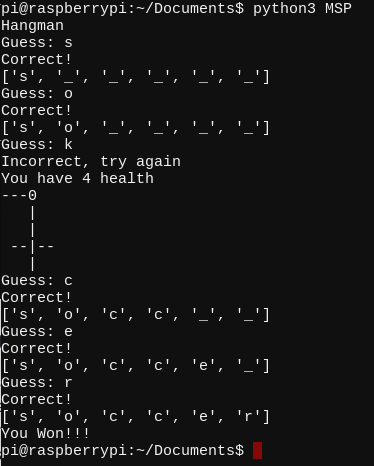 pi@raspberrypi:~/Documents$ python3 MSP
Hangman
Guess: s
Correct!
['s', '_', '_', '_', '_', '_']
Guess: o
Correct!
['s', 'o', '_', '_', '_', '_']
Guess: k
Incorrect, try again
You have 4 health
---0
   |
   |
 --|--
   |
Guess: c
Correct!
['s', 'o', 'c', 'c', '_', '_']
Guess: e
Correct!
['s', 'o', 'c', 'c', 'e', '_']
Guess: r
Correct!
['s', 'o', 'c', 'c', 'e', 'r']
You Won!!!
pi@raspberrypi:~/Documents$